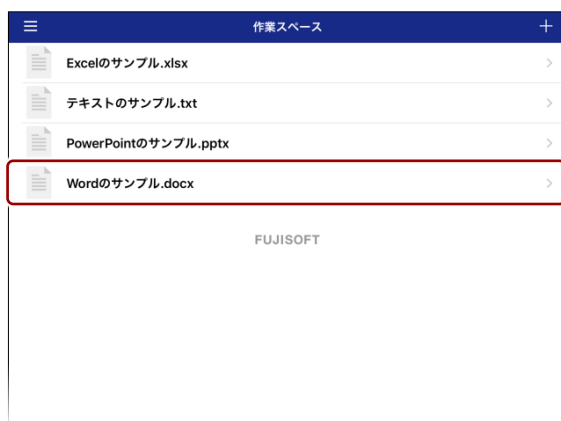 作業スペース
Excelのサンプル.xlsx
テキストのサンプル.txt
PowerPointのサンプル.pptx
Wordのサンプル.docx
FUJISOFT